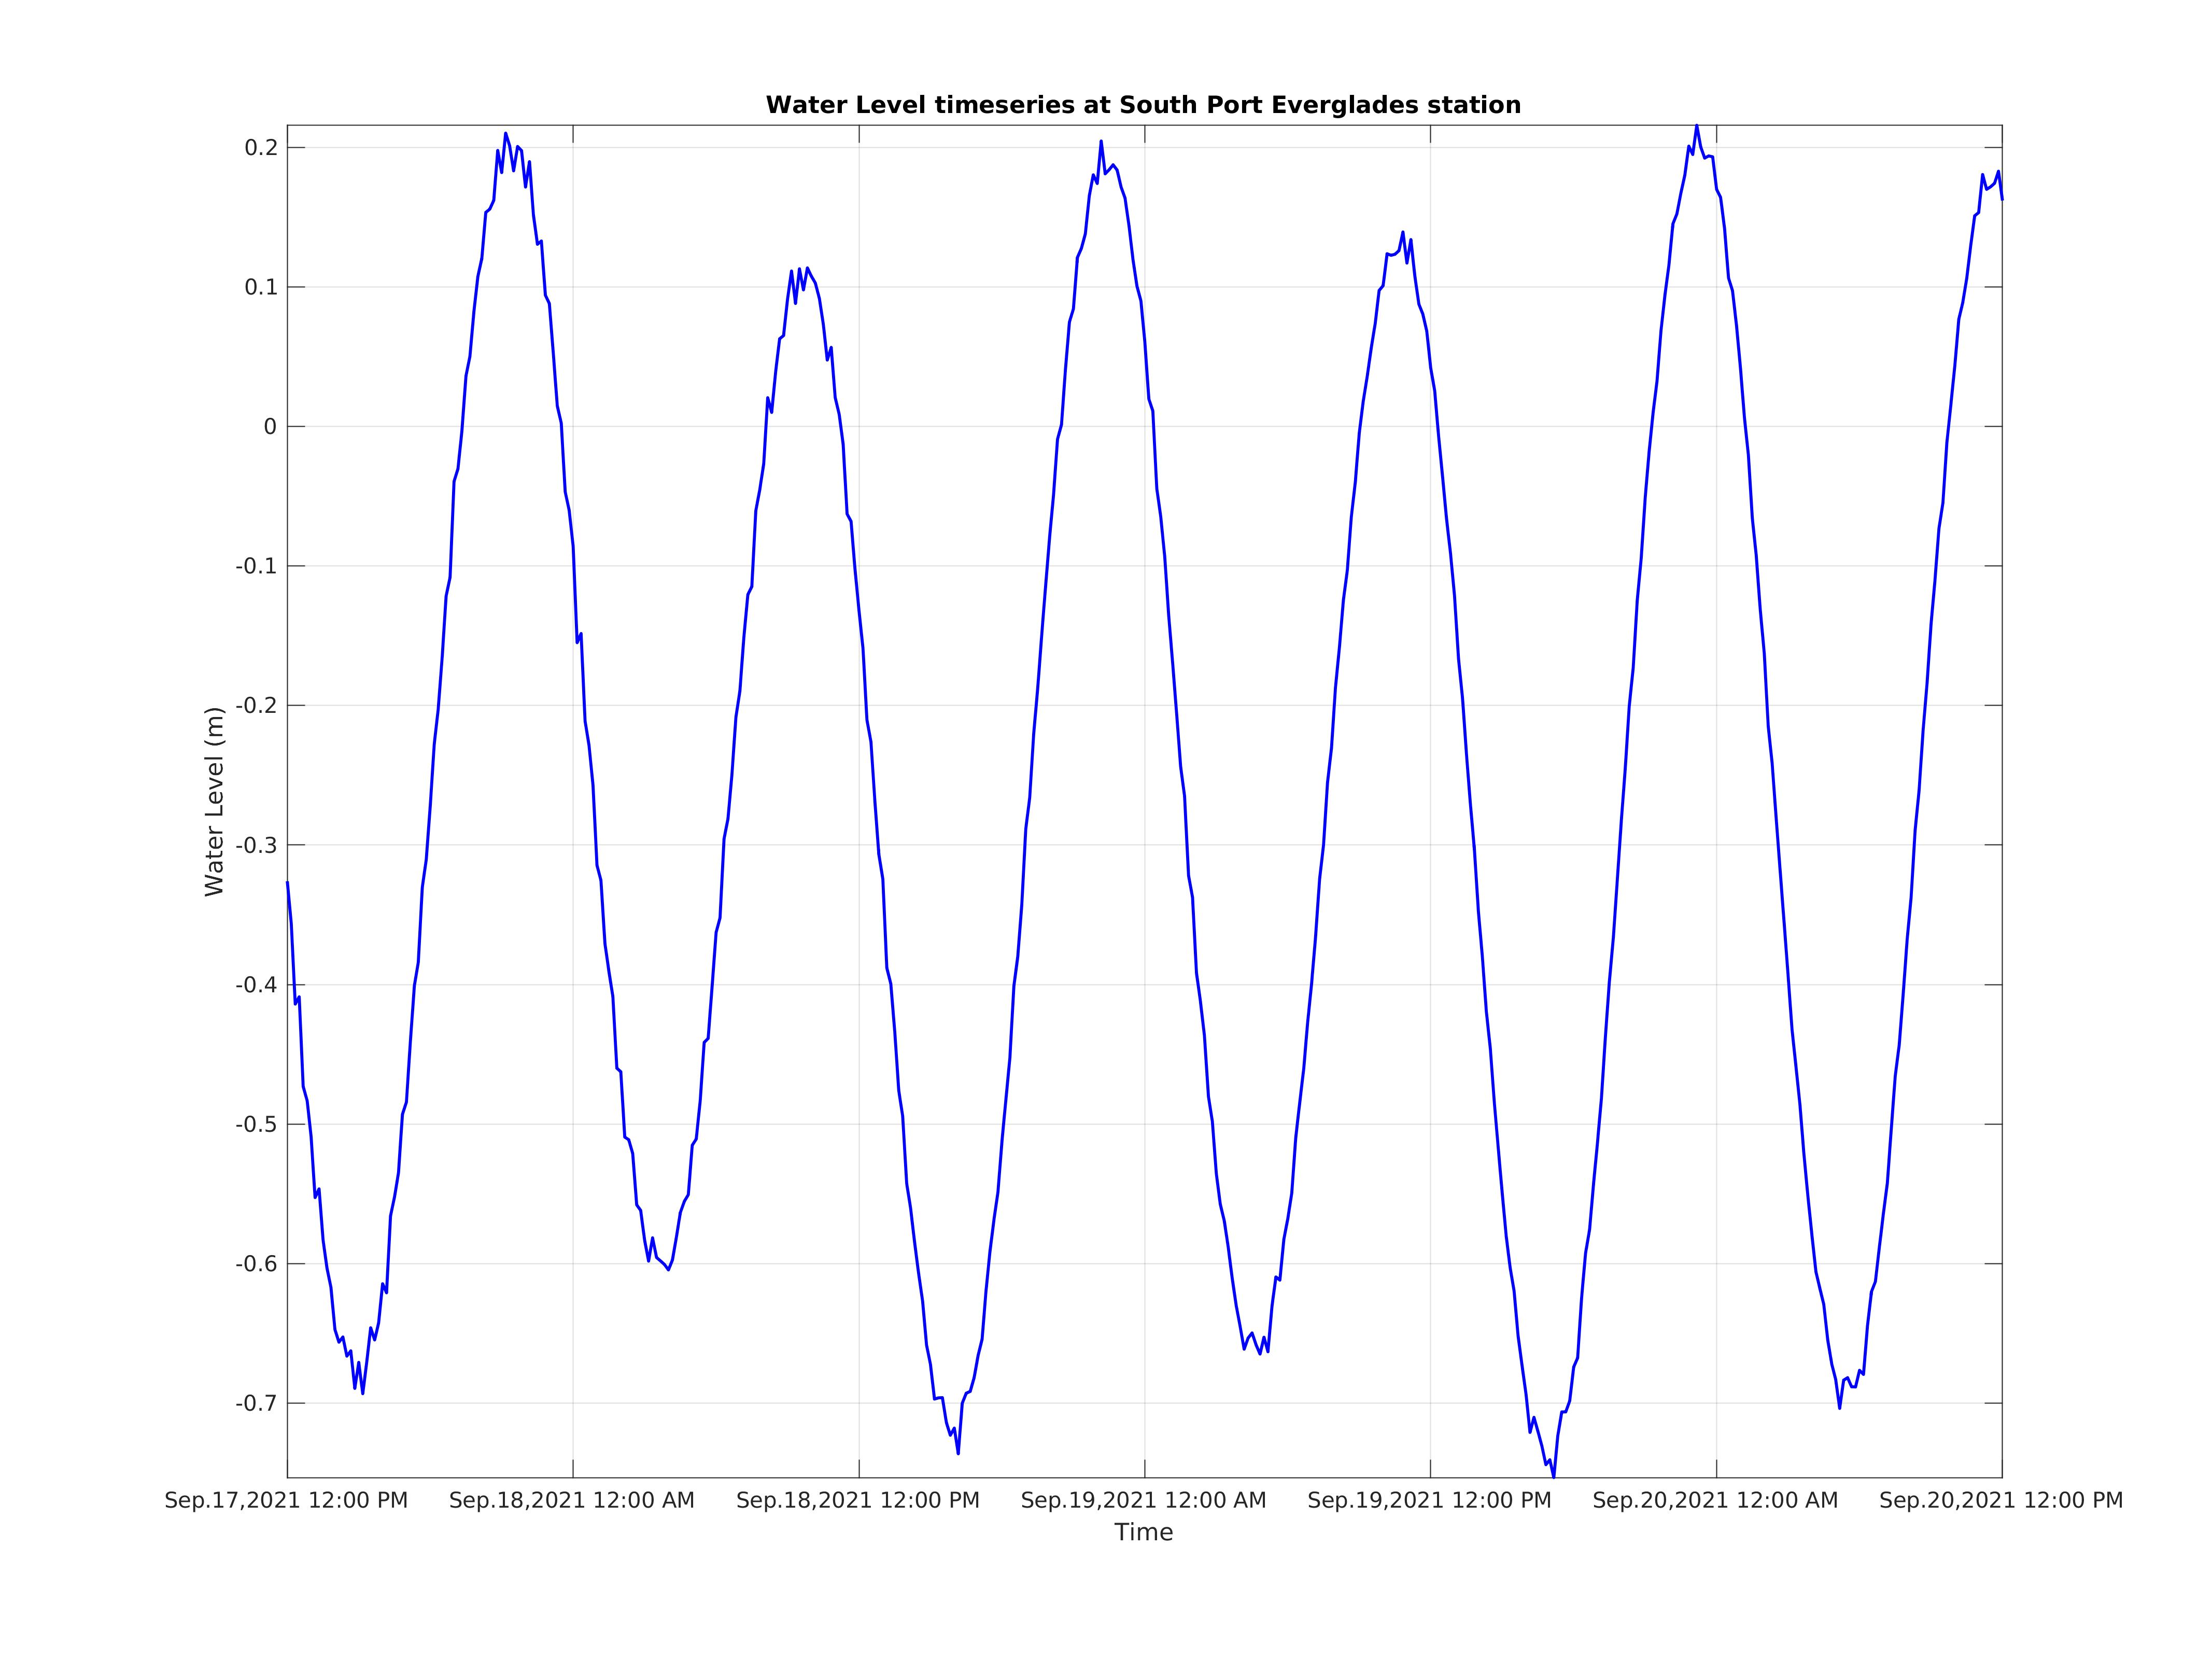 Water Level timeseries at South Port Everglades station
0.2
0.1
0
-0.1
-0.2
-0.3
-0.4
-0.5
-0.6
-0.7
Water Level (m)
Sep.17,2021 12:00 PM Sep.18,2021 12:00 AM Sep.18,2021 12:00 PM Sep.19,2021 12:00 AM Sep.19,2021 12:00 PM Sep.20,2021 12:00 AM Sep.20,2021 12:00 PM
Time